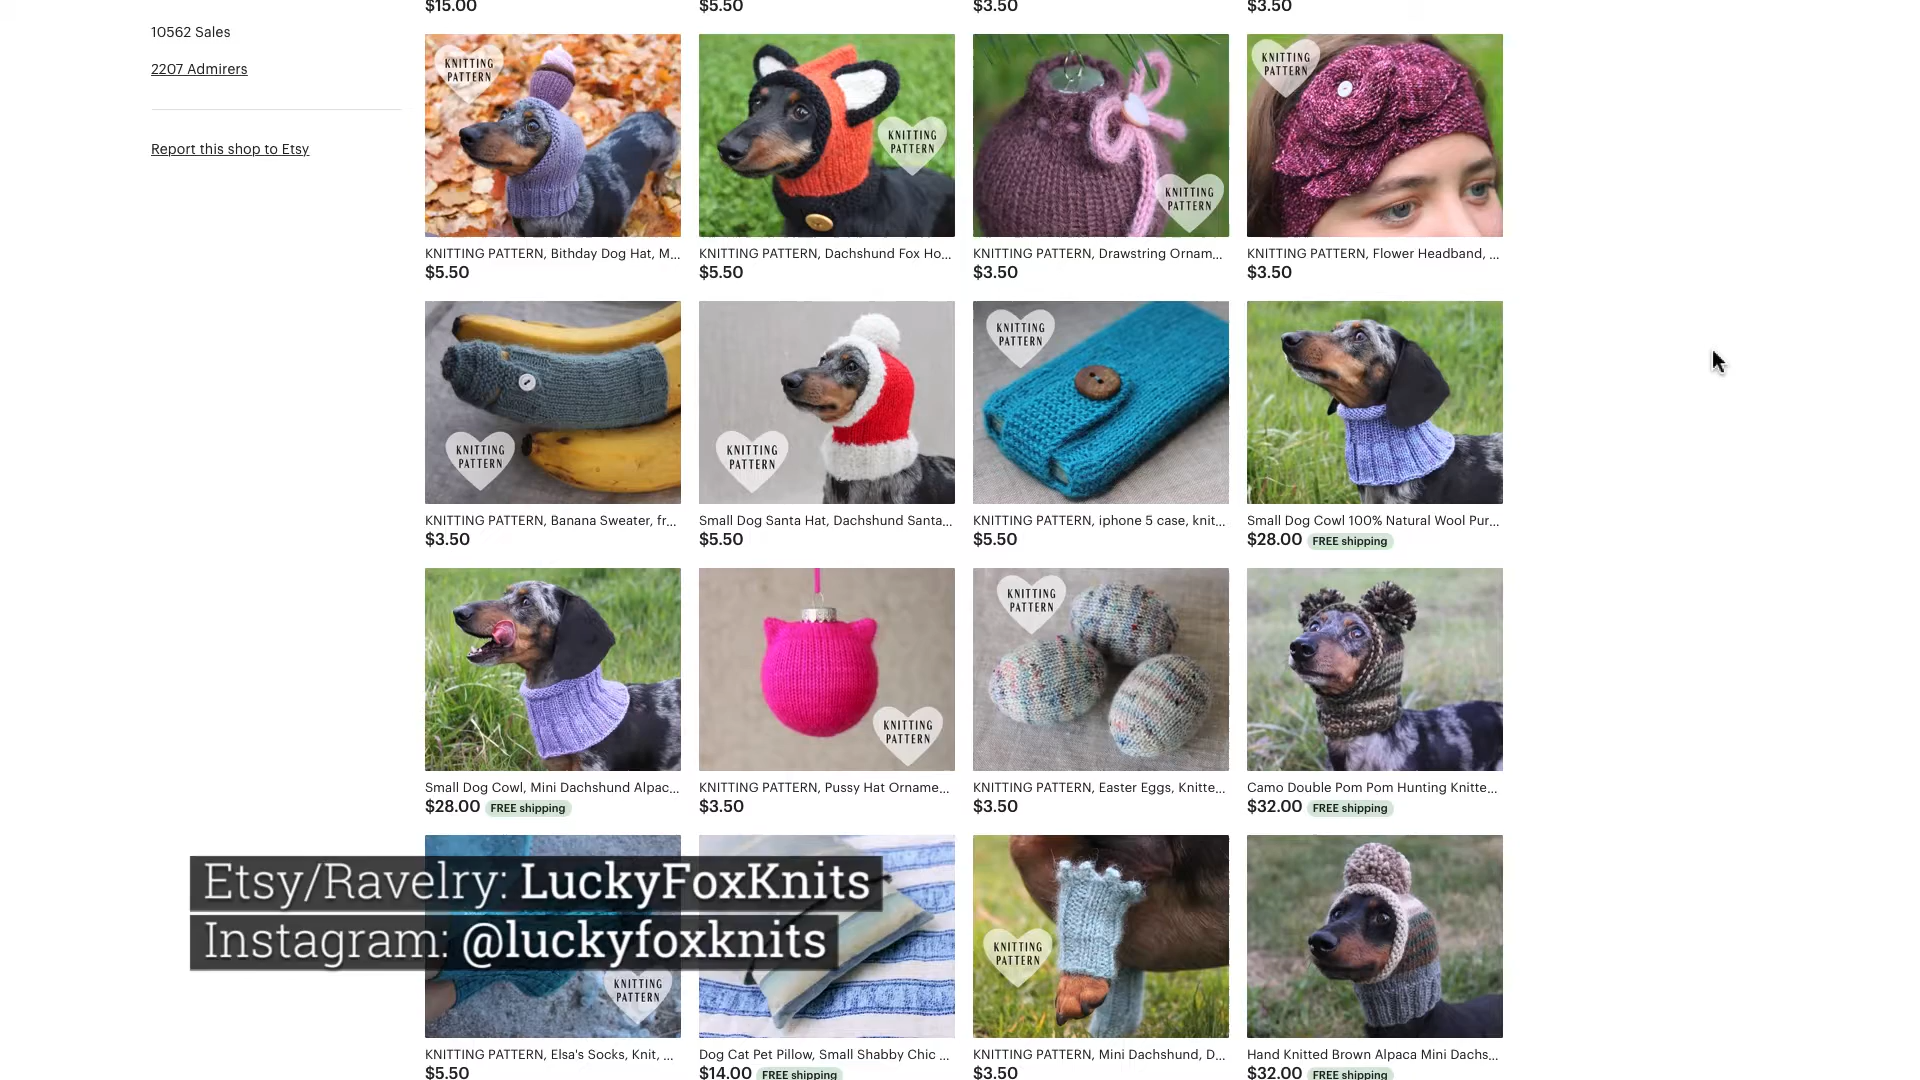 $15.00
$5.50
$3.50
$3.50
10562 Sales
2207 Admirers
Report this shop to Etsy
KNITTING
PATTERN
KNITTING
PATTERN
KNITTING
PATTERN
KNITTING
PATTERN
KNITTING PATTERN, Bithday Dog Hat, M...
$5.50
KNITTING PATTERN, Dachshund Fox Ho...
$5.50
KNITTING PATTERN, Drawstring Ornam...
$3.50
KNITTING PATTERN, Flower Headband, ...
$3.50
KNITTING
PATTERN
KNITTING
PATTERN
KNITTING
PATTERN
KNITTING PATTERN, Banana Sweater, fr...
$3.50
Small Dog Santa Hat, Dachshund Santa...
$5.50
KNITTING PATTERN, iphone 5 case, knit...
$5.50
Small Dog Cowl 100% Natural Wool Pur...
$28.00 FREE shipping
KNITTING
PATTERN
KNITTING
PATTERN
Small Dog Cowl, Mini Dachshund Alpac...
$28.00 FREE shipping
KNITTING PATTERN, Pussy Hat Orname...
$3.50
KNITTING PATTERN, Easter Eggs, Knitte...
$3.50
Camo Double Pom Pom Hunting Knitte...
$32.00 FREE shipping
Etsy/Ravelry: LuckyFoxKnits
Instagram: @luckyfoxknits
KNITTING
PATTERN
KNITTING
PATTERN
KNITTING PATTERN, Elsa's Socks, Knit, ...
$5.50
Dog Cat Pet Pillow, Small Shabby Chic ...
$14.00 FREE shipping
KNITTING PATTERN, Mini Dachshund, D...
$3.50
Hand Knitted Brown Alpaca Mini Dachs...
$32.00 FREE shipping